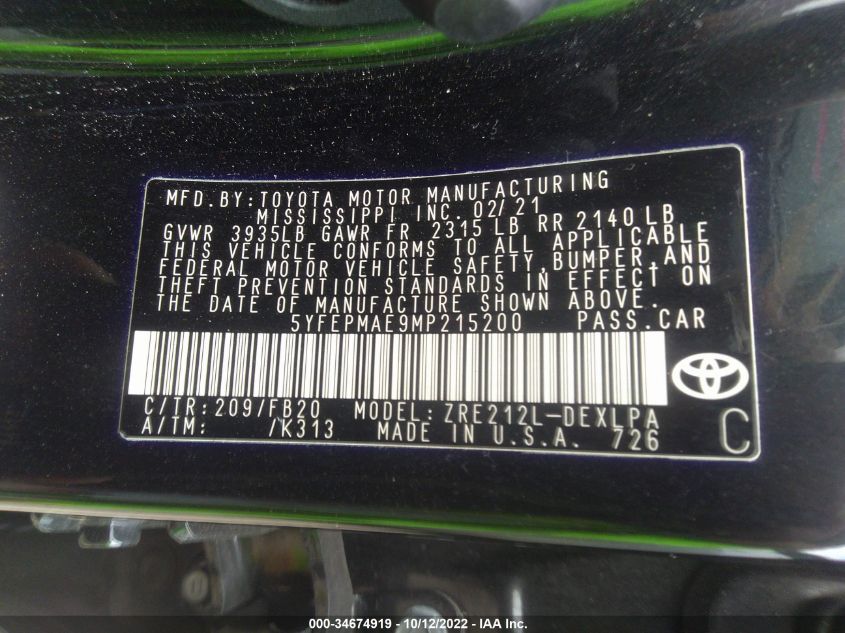 MFD.BY:TOYOTA MOTOR MANUFACTURING
MISSISSIPPI INC. 02/21
GVWR 3935LB GAWR FR 2315 LB RR 2140 LB
THIS VEHICLE CONFORMS TO ALL APPLICABLE
FEDERAL MOTOR VEHICLE SAFETY,BUMPER,AND
THEFT PREVENTION STANDARDS IN EFFECT ON
THE DATE OF MANUFACTURE SHOWN ABOVE.
5YFEPMAE9MP215200 PASS.CAR
C/TR:209/FB20 MODEL:ZRE212L-DEXLPA
A/TM: /K313 MADE IN U.S.A. 726 C
000-34674919 - 10/12/2022 - IAA Inc.